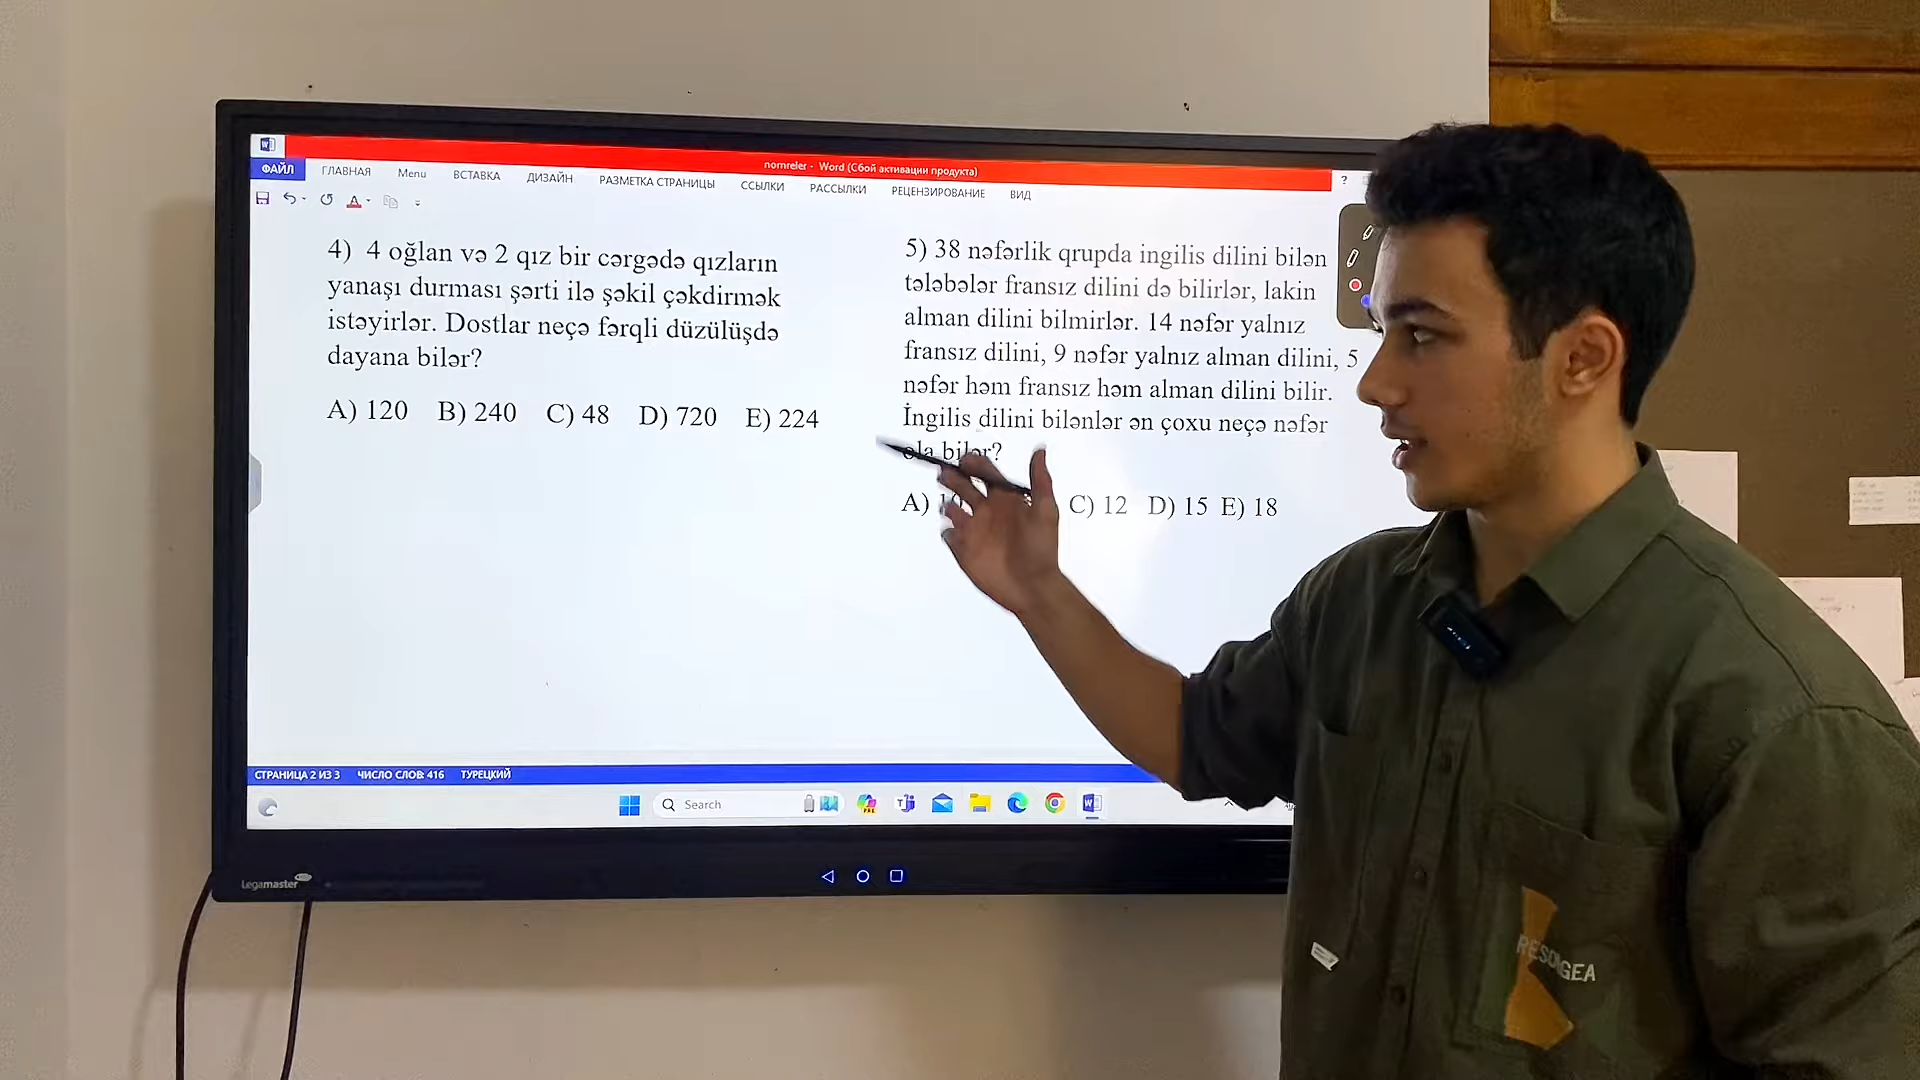 nomreler - Word (Сбой активации продукта)
?
ФАЙЛ ГЛАВНАЯ Menu ВСТАВКА ДИЗАЙН РАЗМЕТКА СТРАНИЦЫ ССЫЛКИ РАССЫЛКИ РЕЦЕНЗИРОВАНИЕ ВИД
4) 4 oğlan və 2 qız bir cərgədə qızların
yanaşı durması şərti ilə şəkil çəkdirmək
istəyirlər. Dostlar neçə fərqli düzülüşdə
dayana bilər?
A) 120 B) 240 C) 48 D) 720 E) 224
5) 38 nəfərlik qrupda ingilis dilini bilən
tələbələr fransız dilini də bilirlər, lakin
alman dilini bilmirlər. 14 nəfər yalnız
fransız dilini, 9 nəfər yalnız alman dilini, 5
nəfər həm fransız həm alman dilini bilir.
İngilis dilini bilənlər ən çoxu neçə nəfər
ola bilər?
A) C) 12 D) 15 E) 18
СТРАНИЦА 2 ИЗ 3 ЧИСЛО СЛОВ: 416 ТУРЕЦКИЙ
Search
Legamaster